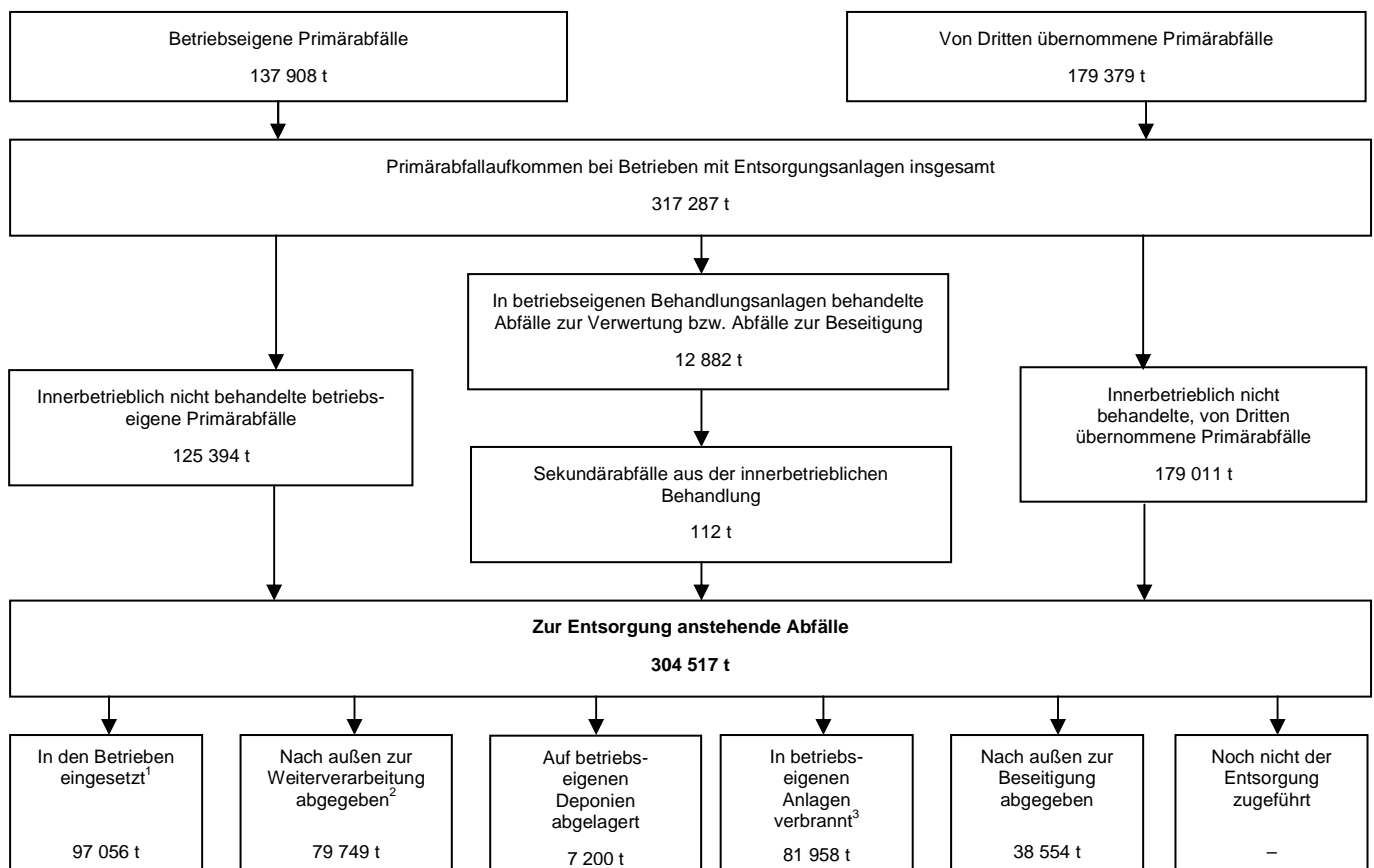 Betriebseigene Primärabfälle
137 908 t
Von Dritten übernommene Primärabfälle
179 379 t
Primärabfallaufkommen bei Betrieben mit Entsorgungsanlagen insgesamt
317 287 t
In betriebseigenen Behandlungsanlagen behandelte
Abfälle zur Verwertung bzw. Abfälle zur Beseitigung
12 882 t
Innerbetrieblich nicht behandelte betriebs-
eigene Primärabfälle
125 394 t
Innerbetrieblich nicht
behandelte, von Dritten
übernommene Primärabfälle
179 011 t
Sekundärabfälle aus der innerbetrieblichen
Behandlung
112 t
Zur Entsorgung anstehende Abfälle
304 517 t
In den Betrieben
eingesetzt¹
97 056 t
Nach außen zur
Weiterverarbeitung
abgegeben²
79 749 t
Auf betriebs-
eigenen
Deponien
abgelagert
7 200 t
In betriebs-
eigenen
Anlagen
verbrannt³
81 958 t
Nach außen zur
Beseitigung
abgegeben
38 554 t
Noch nicht der
Entsorgung
zugeführt
–